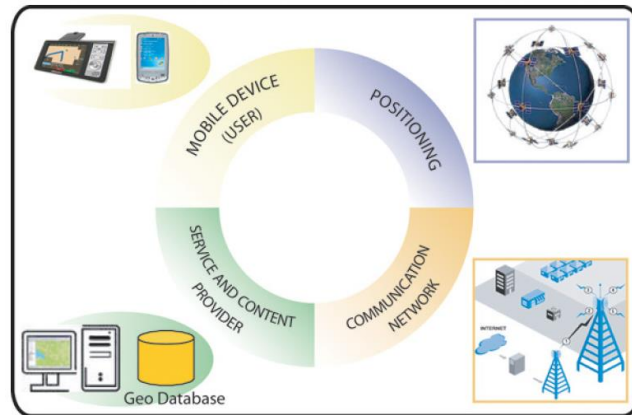 MOBILE DEVICE
(USER)
POSITIONING
SERVICE AND CONTENT
PROVIDER
COMMUNICATION
NETWORK
INTERNET
Geo Database